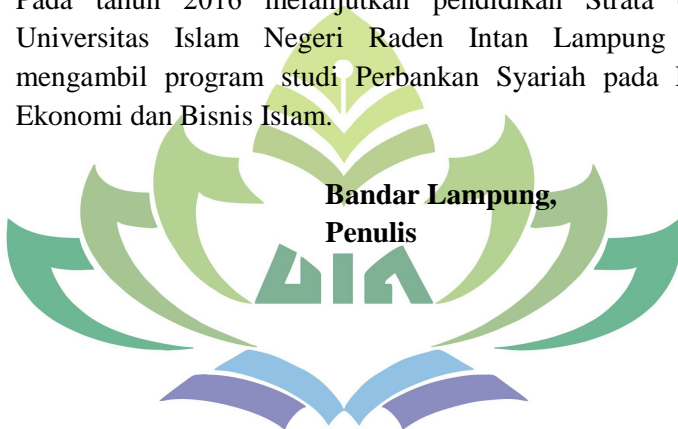 Pada tahun 2016 melanjutkan pendidikan Strata
Universitas Islam Negeri Raden Intan Lampung
mengambil program studi Perbankan Syariah pada
Ekonomi dan Bisnis Islam.
Bandar Lampung,
Penulis
UIN